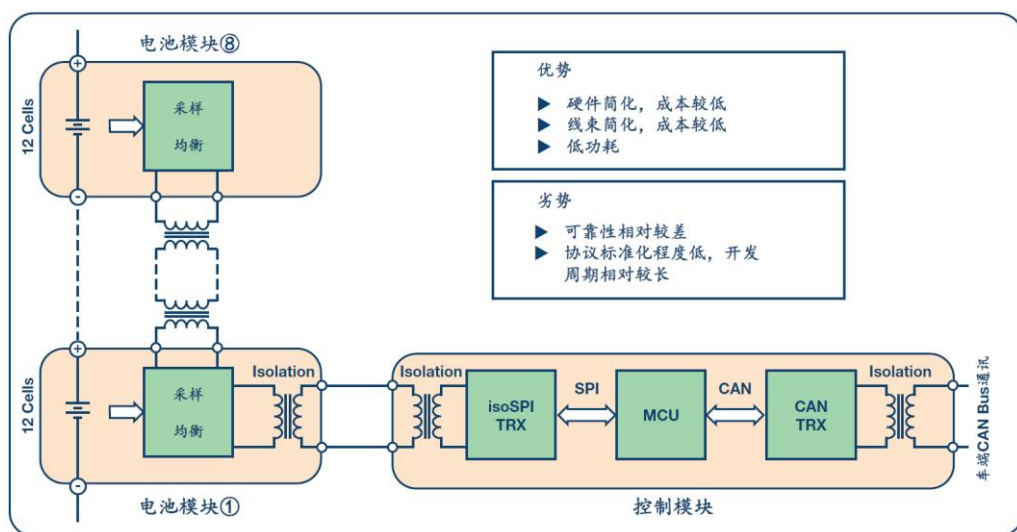 电池模块⑧
12 Cells
+
采样
均衡
-
优势
▶ 硬件简化，成本较低
▶ 线束简化，成本较低
▶ 低功耗
劣势
▶ 可靠性相对较差
▶ 协议标准化程度低，开发
周期相对较长
12 Cells
+
采样
均衡
-
Isolation
电池模块①
Isolation
isoSPI
TRX
SPI
MCU
CAN
CAN
TRX
Isolation
控制模块
车端CAN Bus通讯